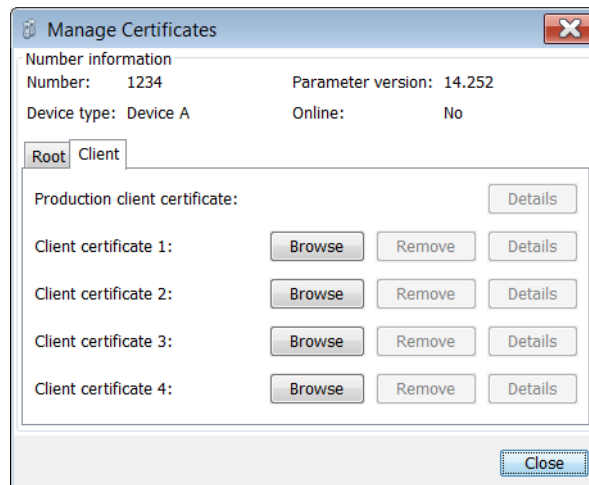 Manage Certificates
Number information
Number: 1234 Parameter version: 14.252
Device type: Device A Online: No
Root Client
Production client certificate: Details
Client certificate 1: Browse Remove Details
Client certificate 2: Browse Remove Details
Client certificate 3: Browse Remove Details
Client certificate 4: Browse Remove Details
Close